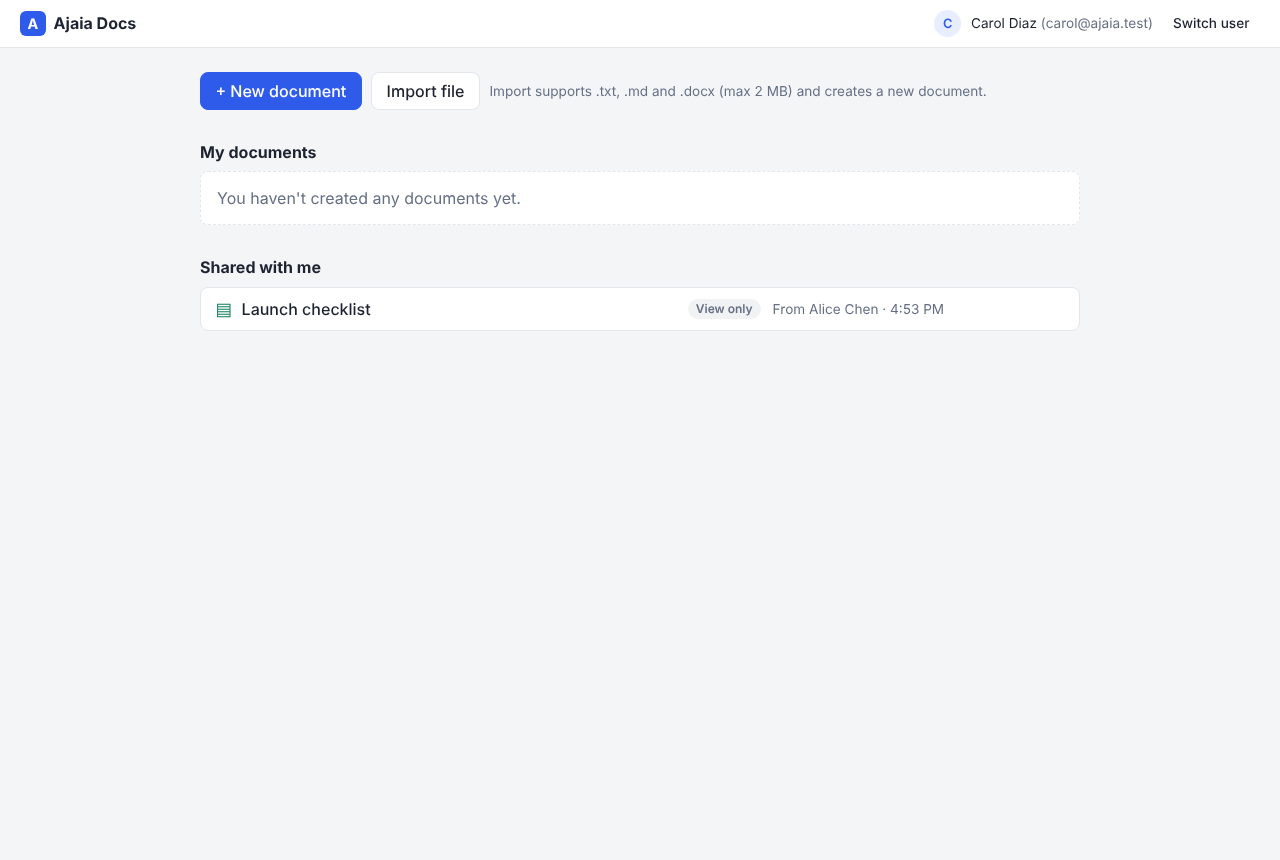 A Ajaia Docs
C Carol Diaz (carol@ajaia.test) Switch user
+ New document Import file Import supports .txt, .md and .docx (max 2 MB) and creates a new document.
My documents
You haven't created any documents yet.
Shared with me
Launch checklist View only From Alice Chen · 4:53 PM